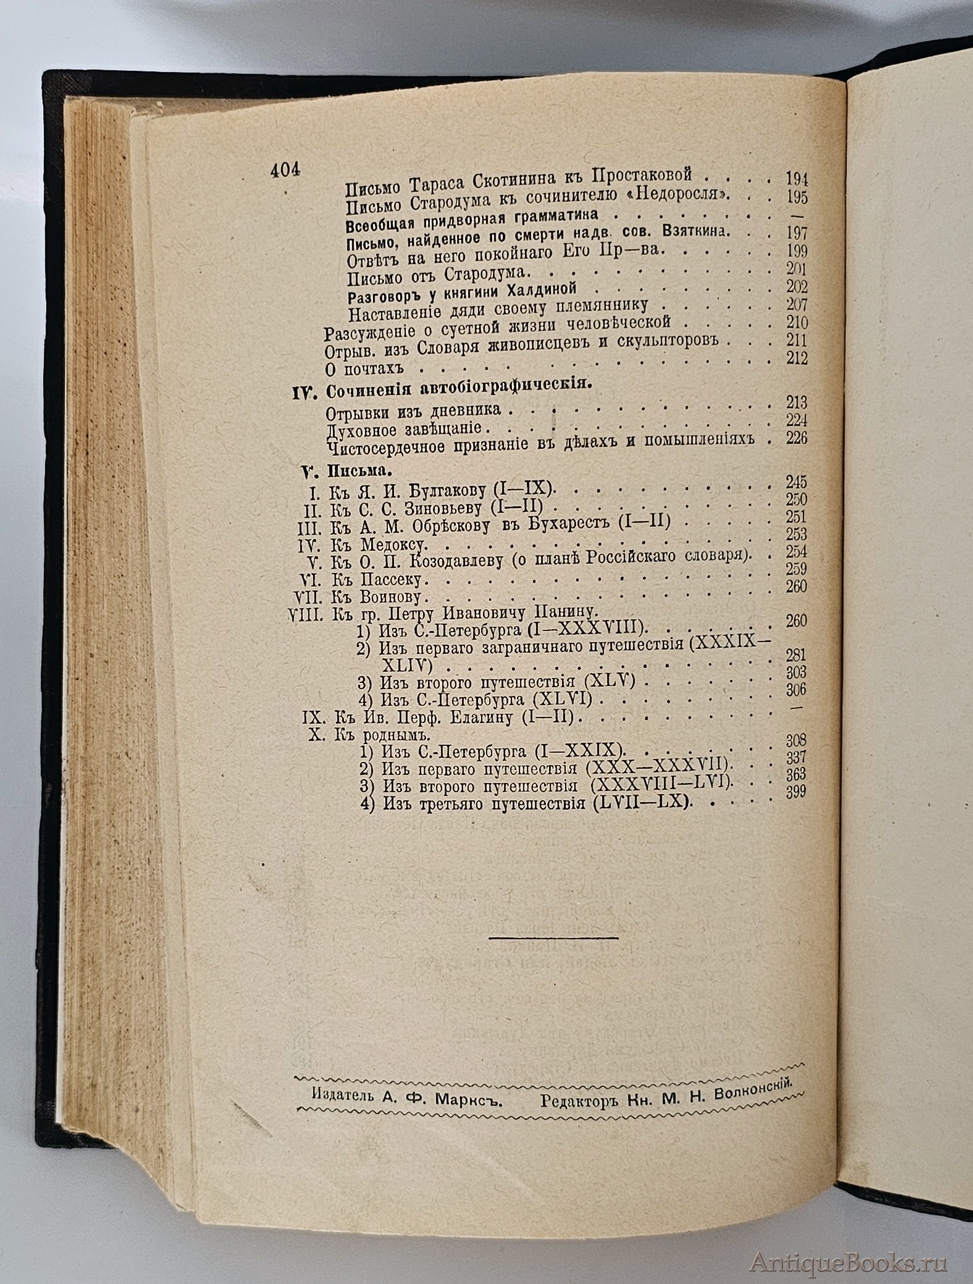 404
Письмо Тараса Скотинина къ Простаковой . . . . 194
Письмо Стародума къ сочинителю «Недоросля». . . 195
Всеобщая придворная грамматика . . . . . . . . —
Письмо, найденное по смерти надв. сов. Взяткина. . . 197
Отвѣтъ на него покойнаго Его Пр—ва. . . . . . 199
Письмо отъ Стародума. . . . . . . . . . . . 201
Разговоръ у княгини Халдиной . . . . . . . . . 202
Наставленіе дяди своему племяннику . . . . . . 207
Разсужденіе о суетной жизни человѣческой . . . . . 210
Отрыв. изъ Словаря живописцевъ и скульпторовъ . . . 211
О почтахъ . . . . . . . . . . . . . . . . 212
IV. Сочиненія автобіографическія.
Отрывки изъ дневника . . . . . . . . . . . . . 213
Духовное завѣщаніе . . . . . . . . . . . . . . 224
Чистосердечное признаніе въ дѣлахъ и помышленіяхъ . 226
V. Письма.
I. Къ Я. И. Булгакову (I—IX). . . . . . . . . . . 245
II. Къ С. С. Зиновьеву (I—II) . . . . . . . . . . . 250
III. Къ А. М. Обрѣскову въ Бухарестъ (I—II) . . . . . 251
IV. Къ Медоксу. . . . . . . . . . . . . . . . . 253
V. Къ О. П. Козодавлеву (о планѣ Россійскаго словаря). . 254
VI. Къ Пассеку. . . . . . . . . . . . . . . . . 259
VII. Къ Воинову. . . . . . . . . . . . . . . . . 260
VIII. Къ гр. Петру Ивановичу Панину.
1) Изъ С.-Петербурга (I—XXXVIII). . . . . . . . 260
2) Изъ перваго заграничнаго путешествія (XXXIX—
XLIV) . . . . . . . . . . . . . . . . 281
3) Изъ второго путешествія (XLV) . . . . . . . 303
4) Изъ С.-Петербурга (XLVI) . . . . . . . . . 306
IX. Къ Ив. Перф. Елагину (I—II). . . . . . . . . . —
X. Къ роднымъ.
1) Изъ С.-Петербурга (I—XXIX). . . . . . . . 308
2) Изъ перваго путешествія (XXX—XXXVII). . . 337
3) Изъ второго путешествія (XXXVIII—LVI). . . 363
4) Изъ третьяго путешествія (LVII—LX). . . . . 399
Издатель А. Ф. Марксъ. Редакторъ Кн. М. Н. Волконскій.
AntiqueBooks.ru